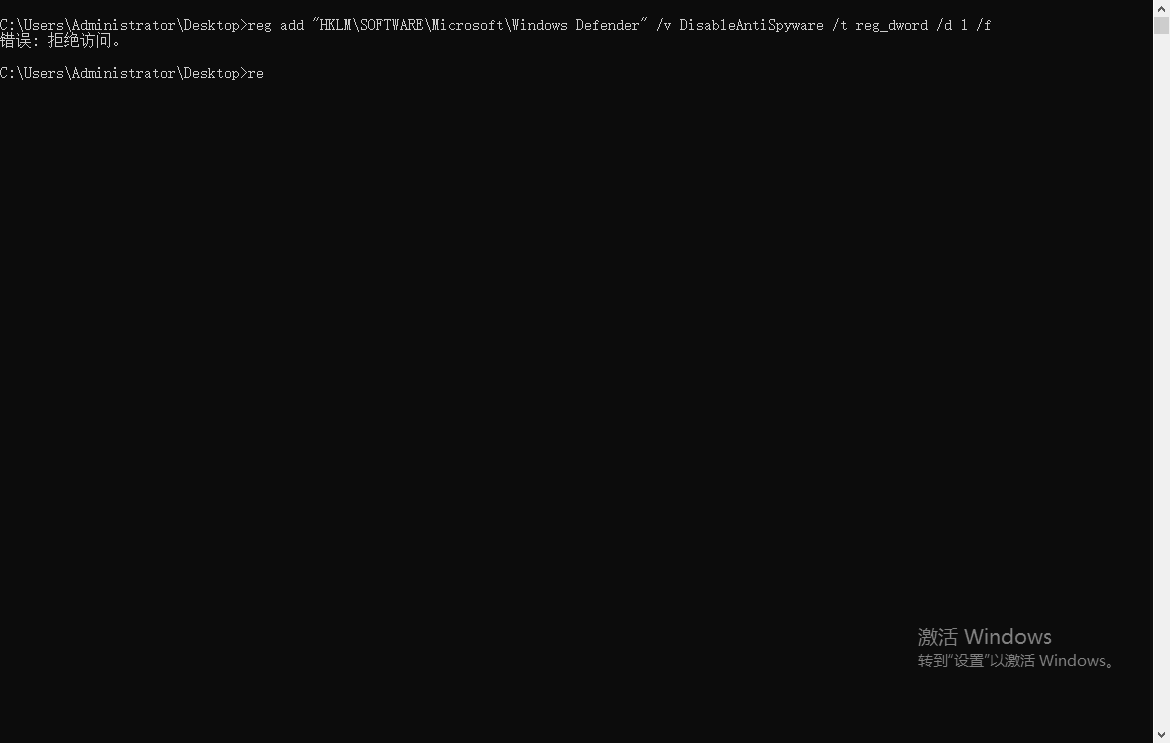 C:\Users\Administrator\Desktop>reg add "HKLM\SOFTWARE\Microsoft\Windows Defender" /v DisableAntiSpyware /t reg_dword /d 1 /f
错误: 拒绝访问。
C:\Users\Administrator\Desktop>re
激活 Windows
转到“设置”以激活 Windows。